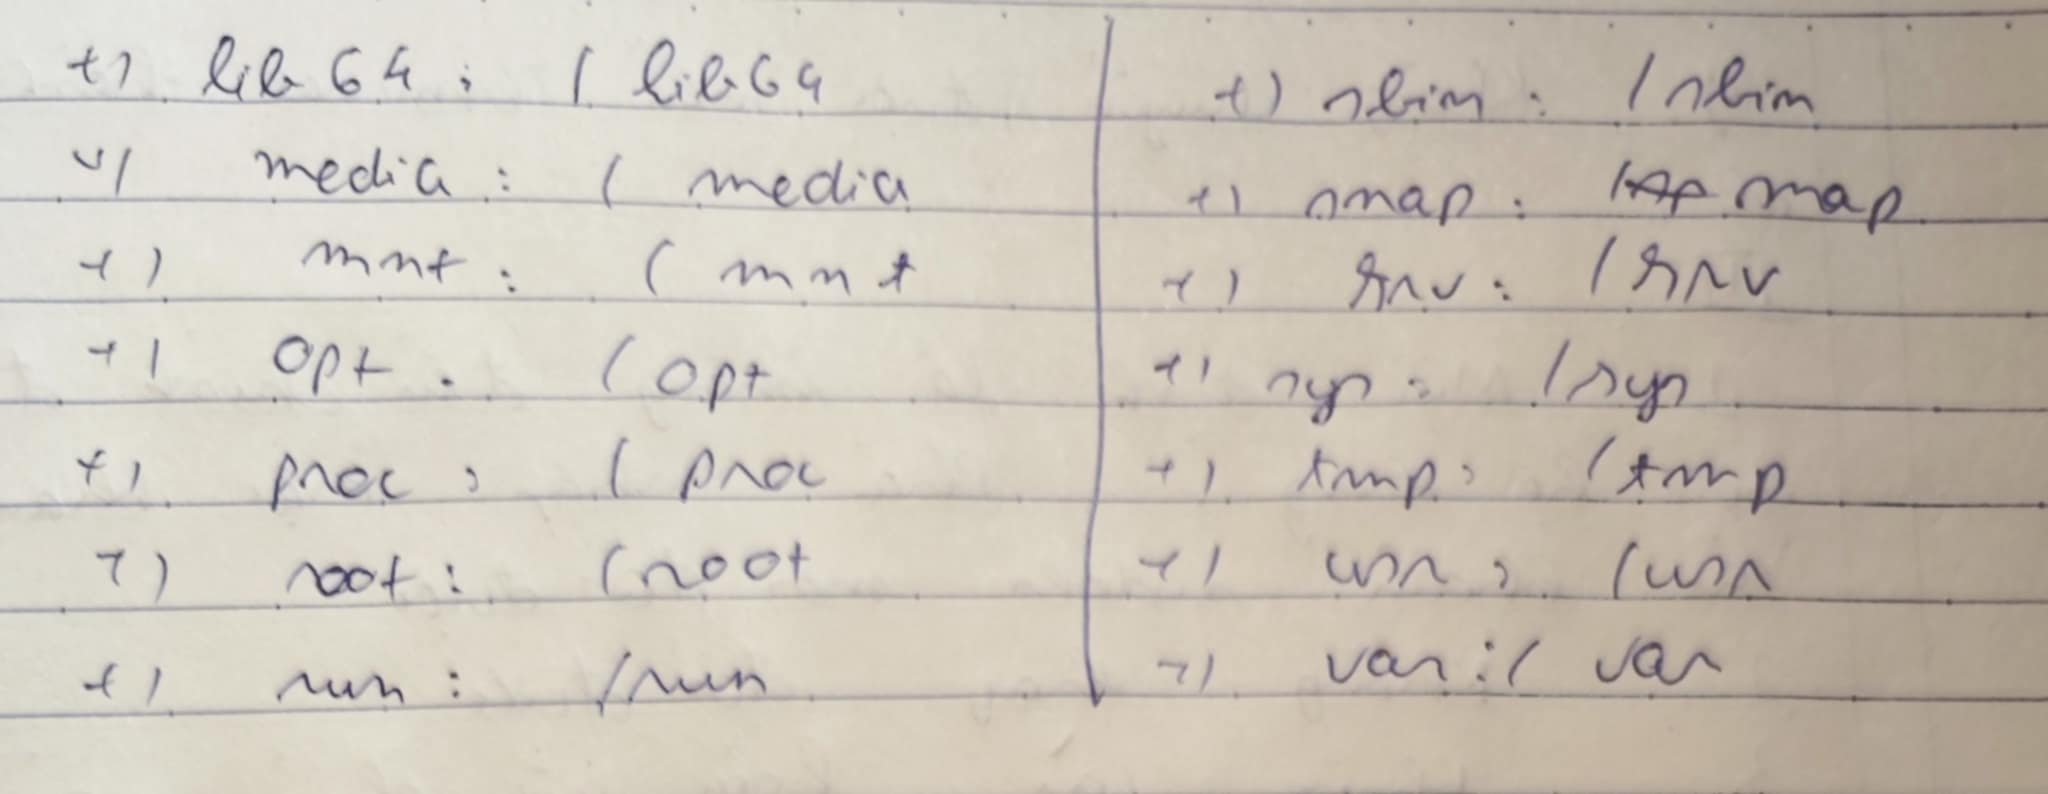 +) lib64 : /lib64
+) media : /media
+) mnt : /mnt
+) opt : /opt
+) proc : /proc
+) root : /root
+) run : /run
+) sbin : /sbin
+) snap : /snap
+) srv : /srv
+) sys : /sys
+) tmp : /tmp
+) usr : /usr
+) var : /var